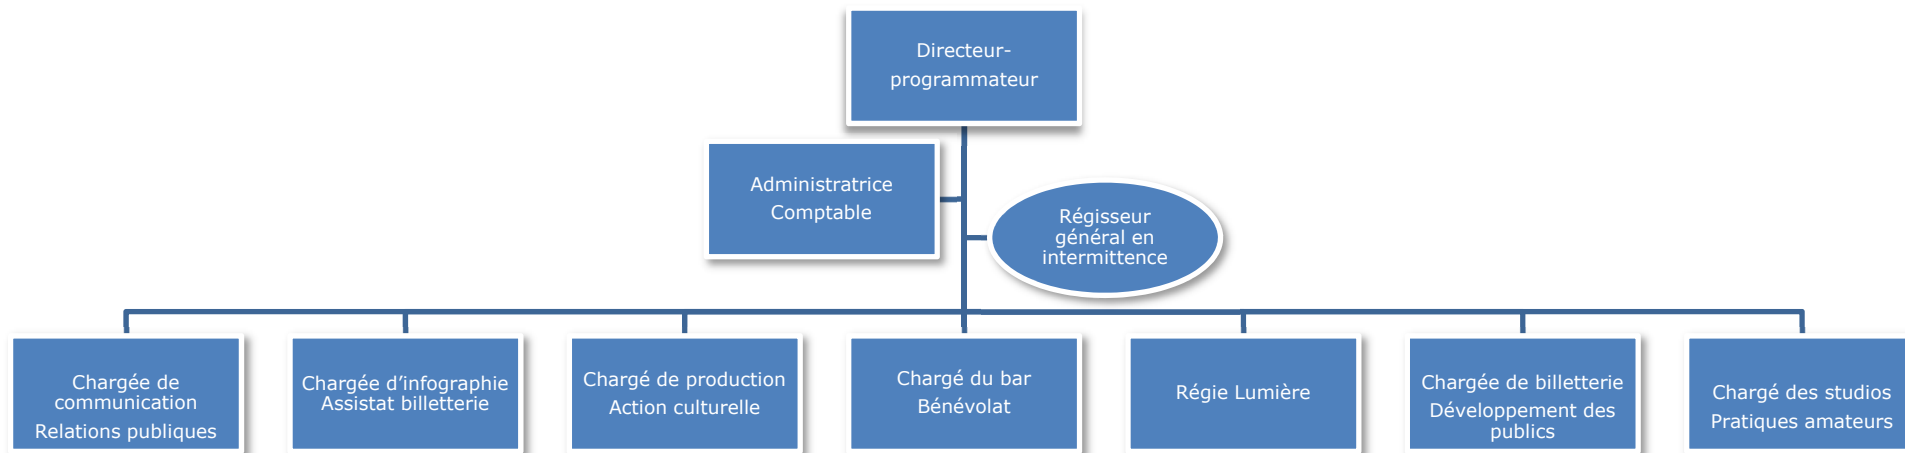 Directeur-
programmateur
Administratrice
Comptable
Régisseur
général en
intermittence
Chargée de
communication
Relations publiques
Chargée d’infographie
Assistat billetterie
Chargé de production
Action culturelle
Chargé du bar
Bénévolat
Régie Lumière
Chargée de billetterie
Développement des
publics
Chargé des studios
Pratiques amateurs